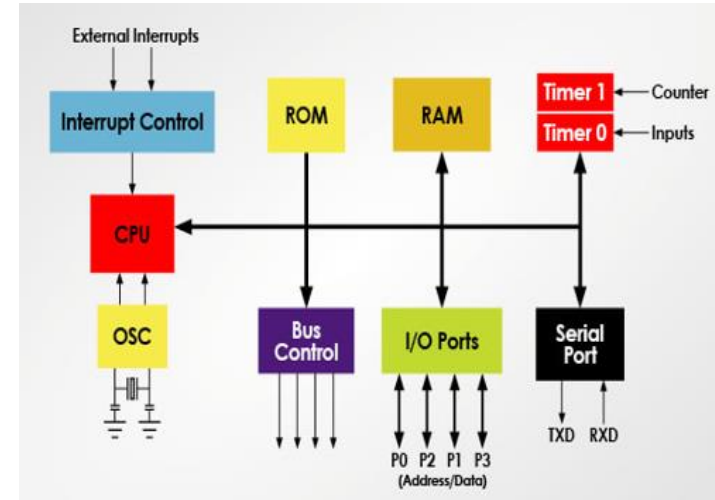 External Interrupts
Interrupt Control
ROM
RAM
Timer 1
Counter
Timer 0
Inputs
CPU
OSC
Bus
Control
I/O Ports
Serial
Port
TXD RXD
P0 P2 P1 P3
(Address/Data)